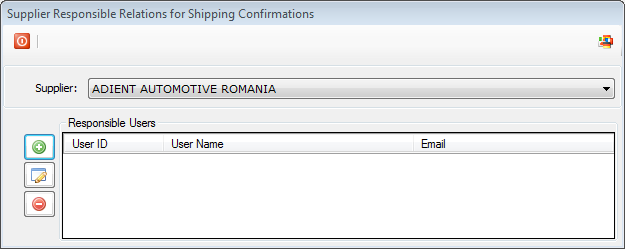 Supplier Responsible Relations for Shipping Confirmations
Supplier: ADIENT AUTOMOTIVE ROMANIA
Responsible Users
User ID User Name Email